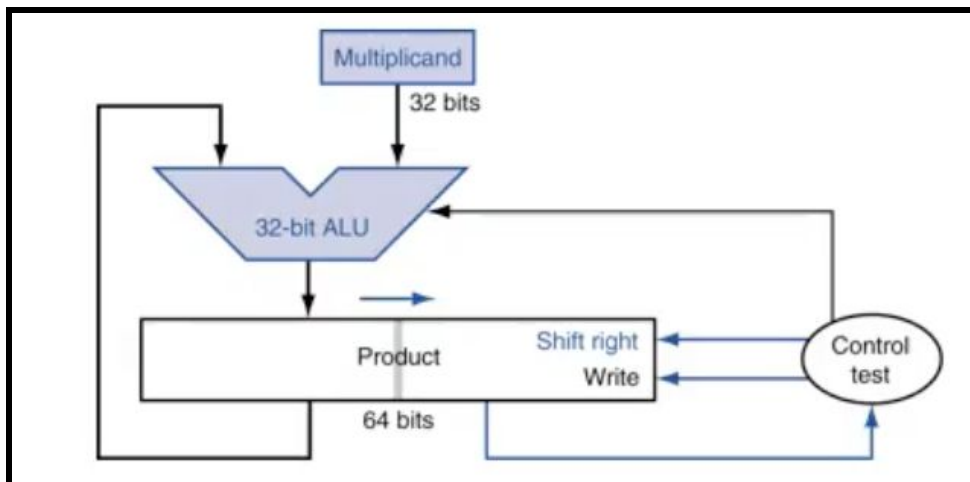 Multiplicand
32 bits
32-bit ALU
Product
Shift right
Write
64 bits
Control
test